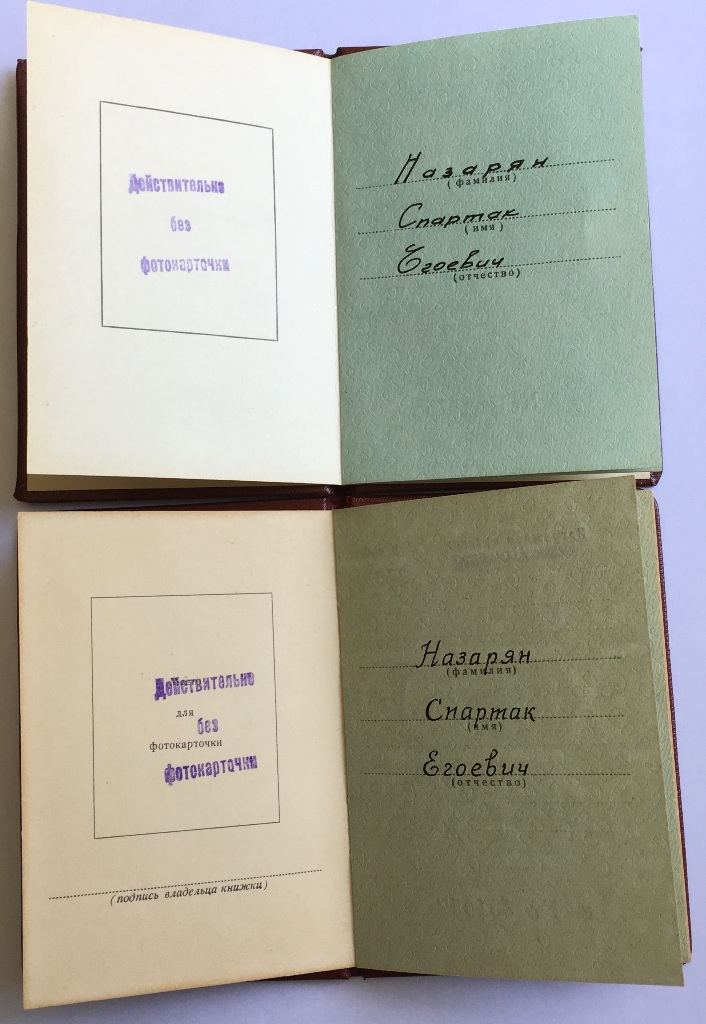 Действительно
без
фотокарточки
Назарян
(фамилия)
Спартак
(имя)
Егоевич
(отчество)
Действительно
для
без
фотокарточки
фотокарточки
(подпись владельца книжки)
Назарян
(фамилия)
Спартак
(имя)
Егоевич
(отчество)